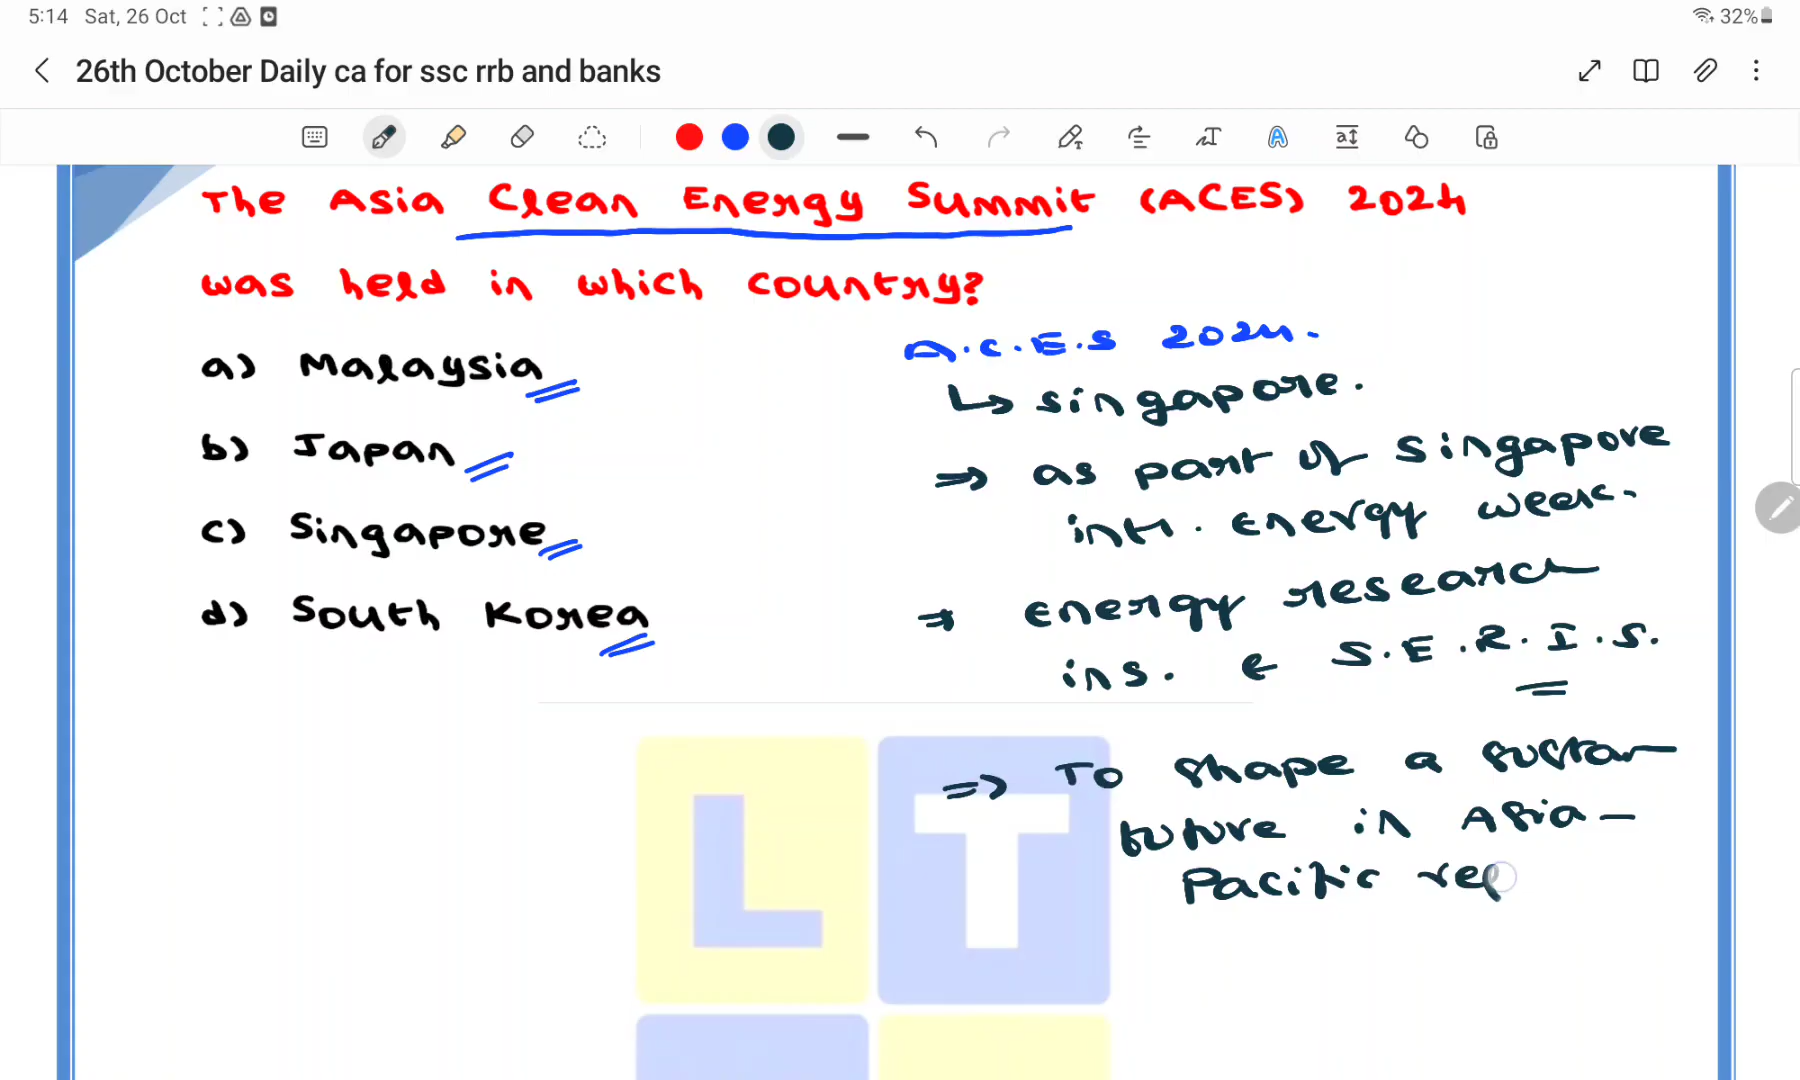 5:14 Sat, 26 Oct
32%
26th October Daily ca for ssc rrb and banks
The Asia Clean Energy Summit (ACES) 2024
was held in which country?
a) Malaysia
b) Japan
c) Singapore
d) South Korea
A.C.E.S 2024.
↳ singapore.
⇒ as part of Singapore
intl. energy week.
⇒ energy research
ins. & S.E.R.I.S.
⇒ To shape a sustain
future in Asia-
Pacific reg
L T